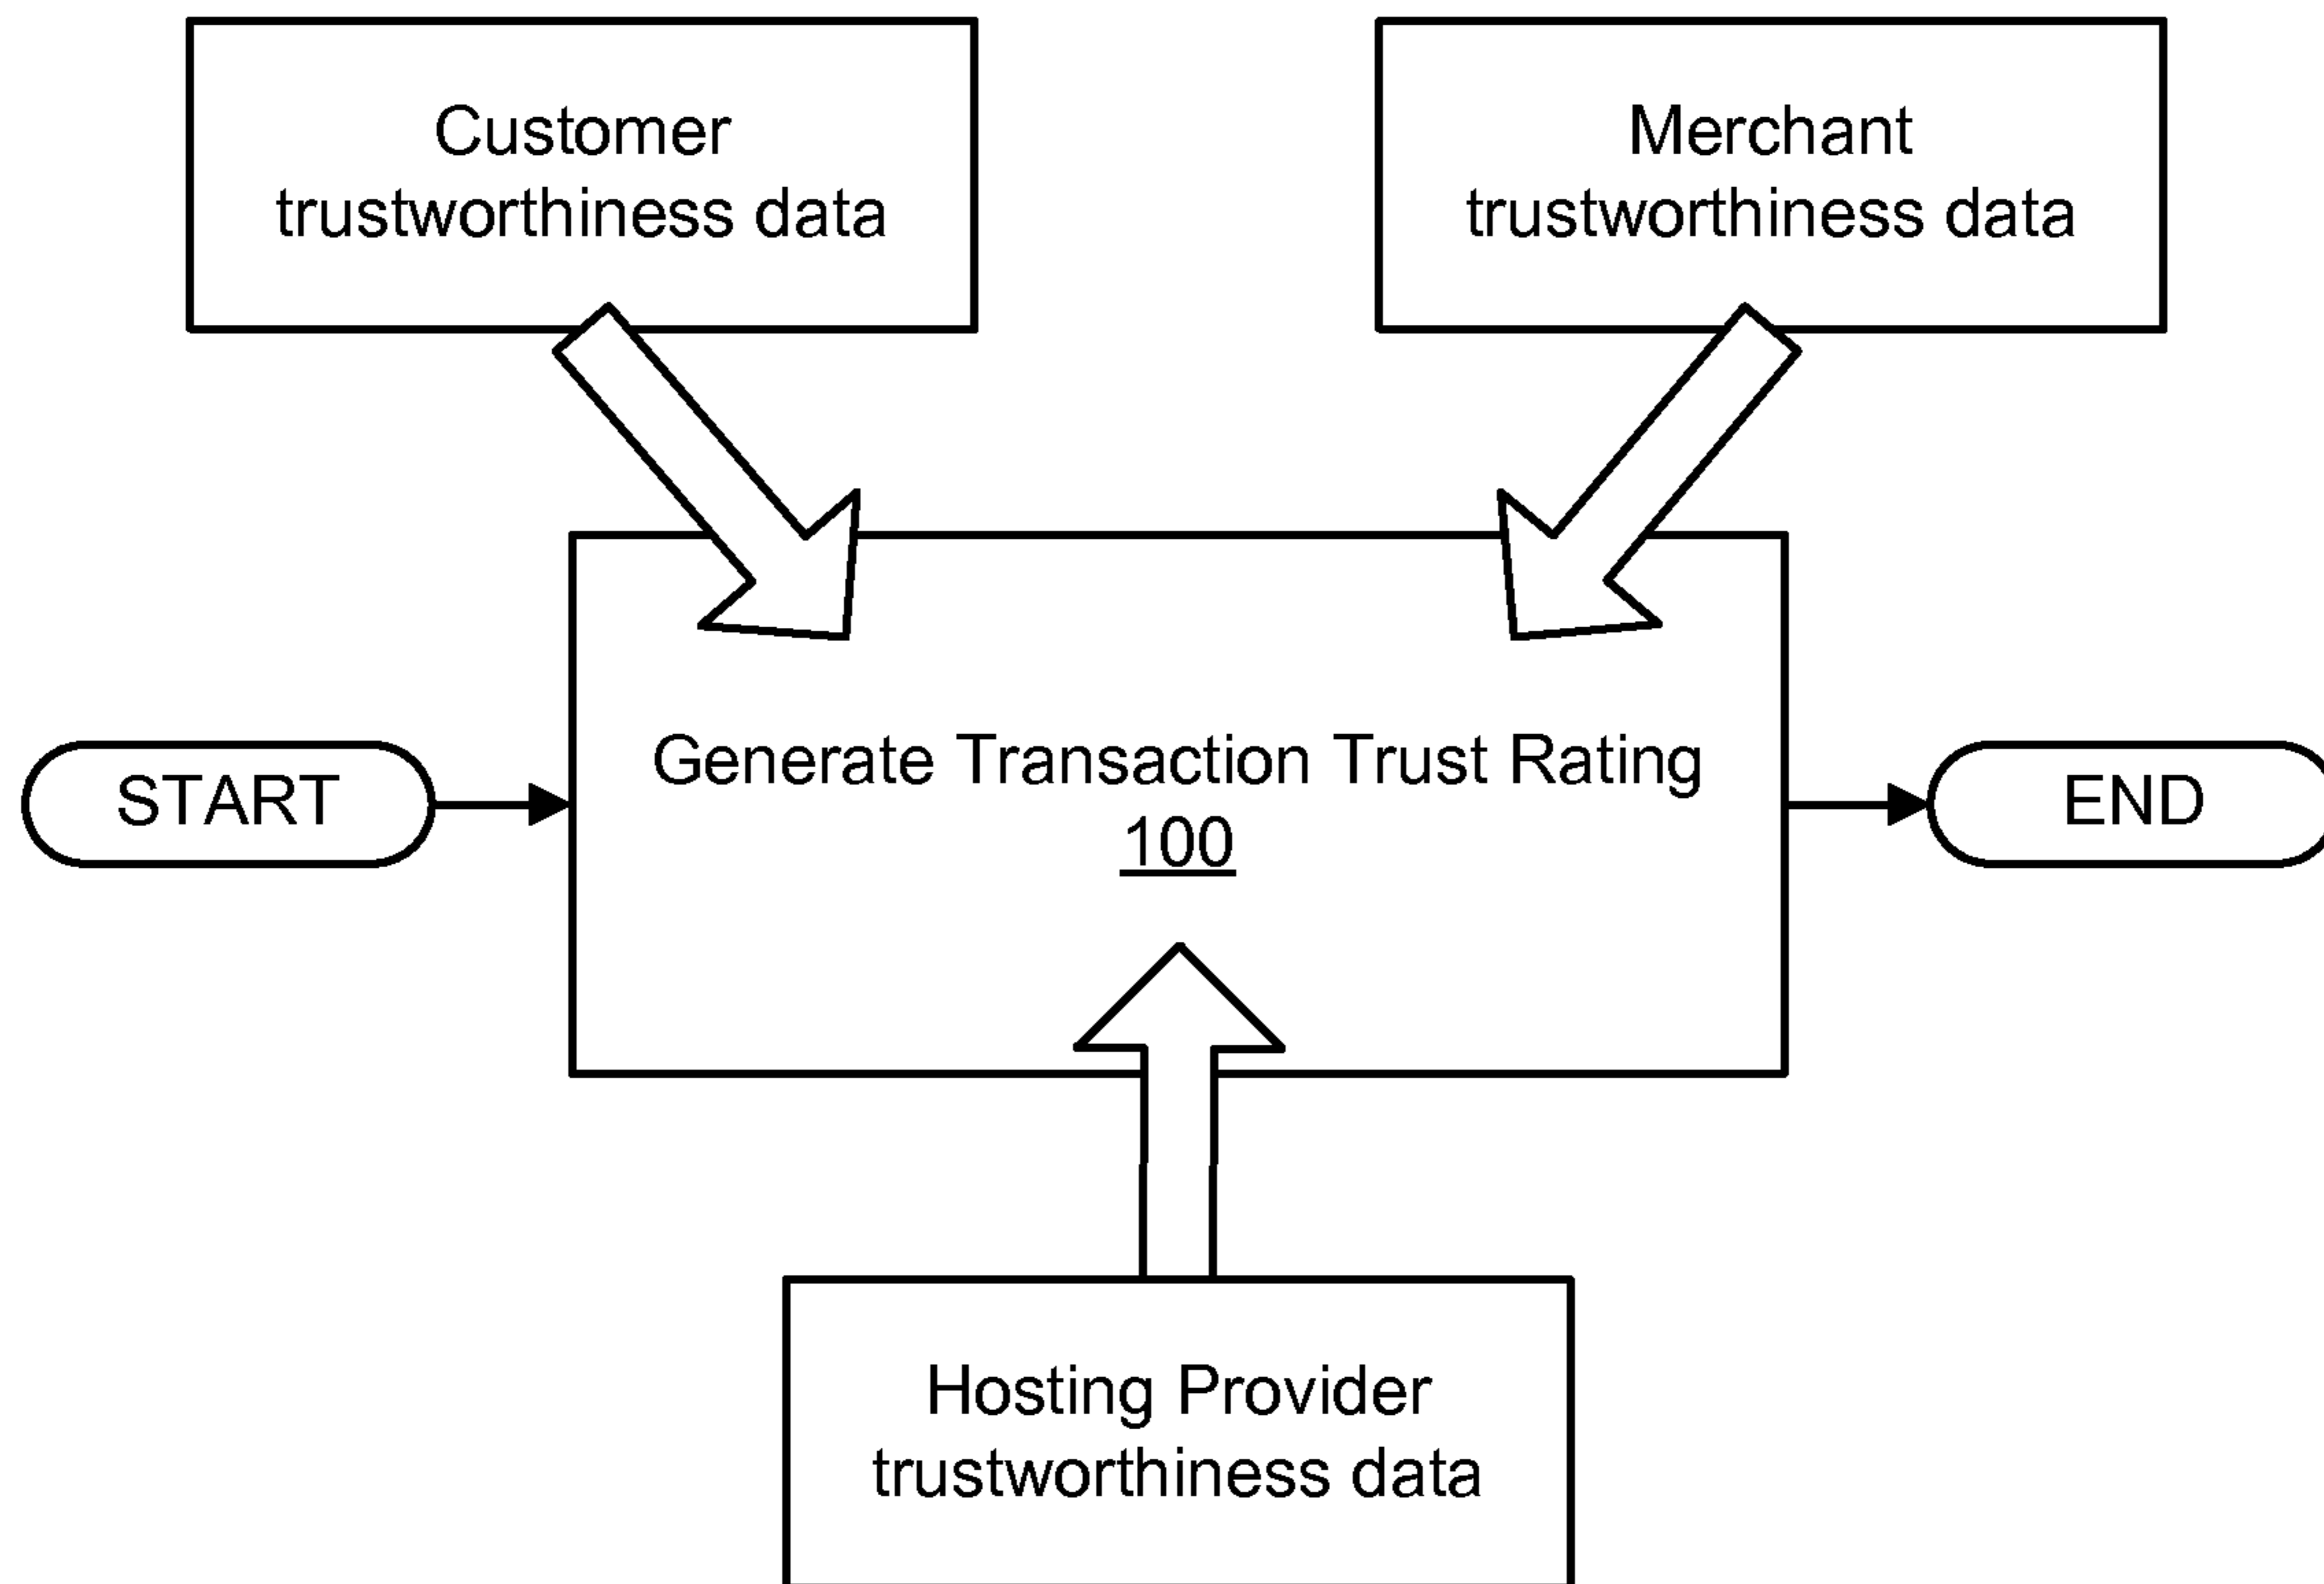 Customer
trustworthiness data
Merchant
trustworthiness data
START
Generate Transaction Trust Rating
100
END
Hosting Provider
trustworthiness data